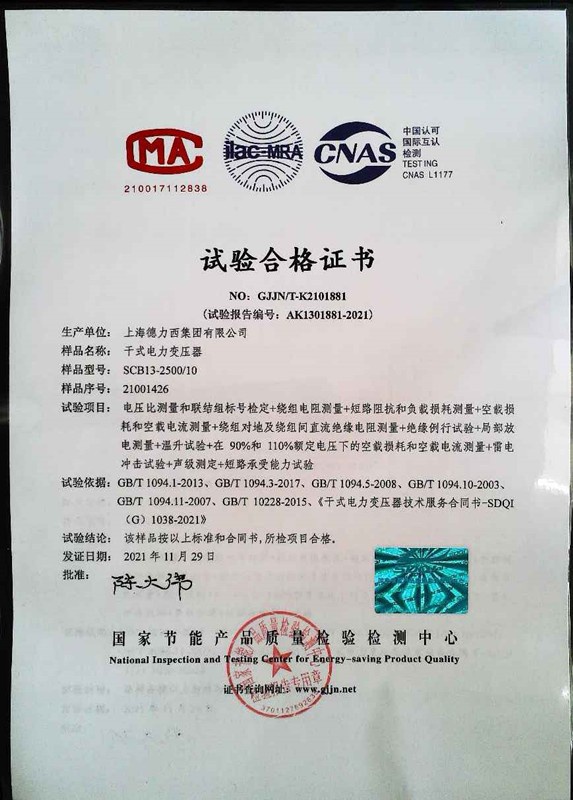 MA
210017112838
ilac-MRA
CNAS
中国认可
国际互认
检测
TESTING
CNAS L1177
试验合格证书
NO：GJJN/T-K2101881
（试验报告编号：AK1301881-2021）
生产单位：上海德力西集团有限公司
样品名称：干式电力变压器
样品型号：SCB13-2500/10
样品序号：21001426
试验项目：电压比测量和联结组标号检定+绕组电阻测量+短路阻抗和负载损耗测量+空载损
耗和空载电流测量+绕组对地及绕组间直流绝缘电阻测量+绝缘例行试验+局部放
电测量+温升试验+在 90%和 110%额定电压下的空载损耗和空载电流测量+雷电
冲击试验+声级测定+短路承受能力试验
试验依据：GB/T 1094.1-2013、GB/T 1094.3-2017、GB/T 1094.5-2008、GB/T 1094.10-2003、
GB/T 1094.11-2007、GB/T 10228-2015、《干式电力变压器技术服务合同书-SDQI
（G）1038-2021》
试验结论：该样品按以上标准和合同书,所检项目合格。
发证日期：2021 年 11 月 29 日
批准：陈大伟
国家节能产品质量检验检测中心
National Inspection and Testing Center for Energy-saving Product Quality
证书查询网址：www.gjjn.net
检验报告专用章